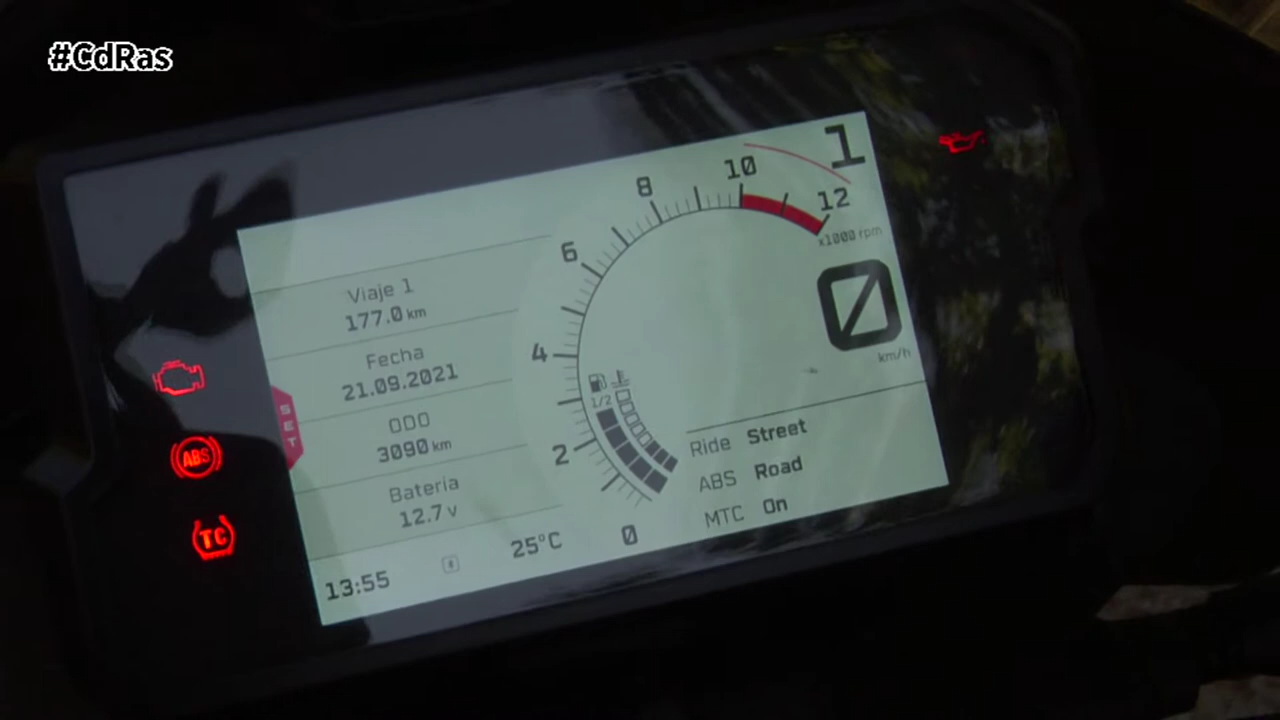 #CdRas
Viaje 1
177.0 km
Fecha
21.09.2021
ODO
3090 km
Bateria
12.7 v
13:55
25°C
SET
ABS
TC
0
2
4
6
8
10
12
x1000 rpm
1
0
km/h
1/2
Ride Street
ABS Road
MTC On